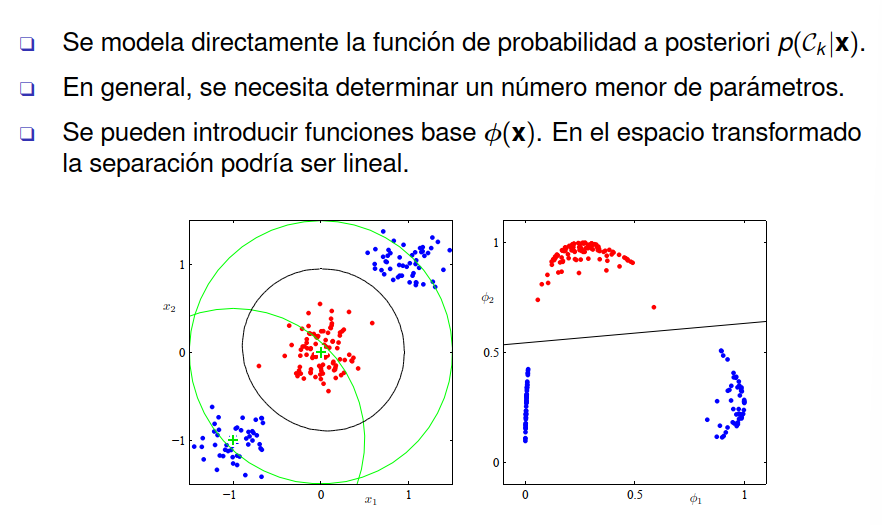 ❑ Se modela directamente la función de probabilidad a posteriori p(𝒞k|x).
❑ En general, se necesita determinar un número menor de parámetros.
❑ Se pueden introducir funciones base ϕ(x). En el espacio transformado
la separación podría ser lineal.
1
x2
0
−1
−1
0
x1
1
1
ϕ2
0.5
0
0
0.5
ϕ1
1